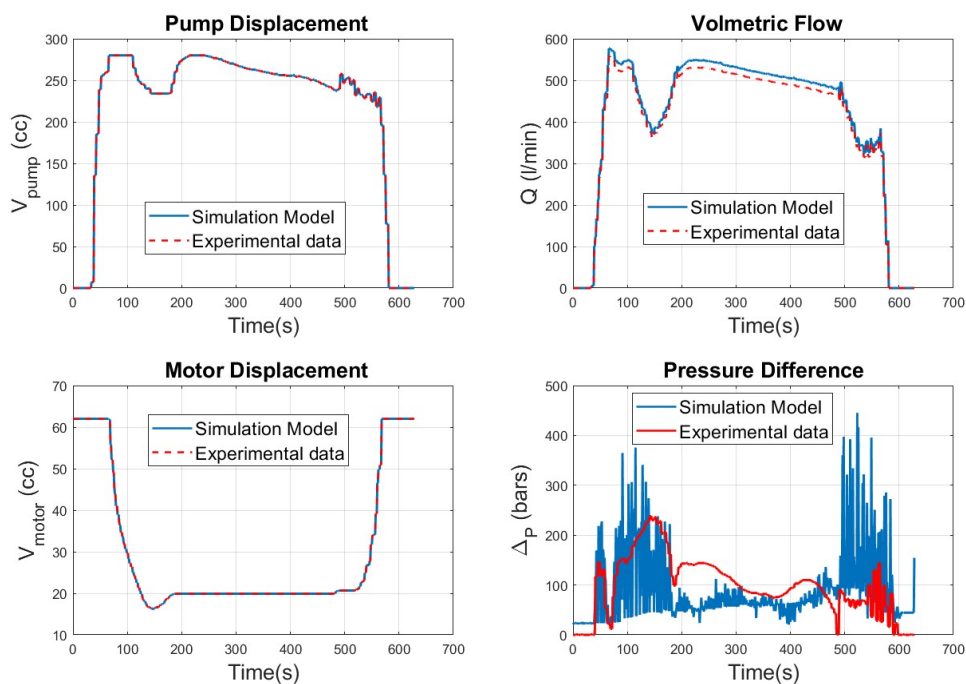 Pump Displacement
300
250
200
150
100
50
0
V_pump (cc)
Simulation Model
Experimental data
0 100 200 300 400 500 600 700
Time(s)
Volmetric Flow
600
500
400
300
200
100
0
Q (l/min)
Simulation Model
Experimental data
0 100 200 300 400 500 600 700
Time(s)
Motor Displacement
70
60
50
40
30
20
10
V_motor (cc)
Simulation Model
Experimental data
0 100 200 300 400 500 600 700
Time(s)
Pressure Difference
500
400
300
200
100
0
Δ_P (bars)
Simulation Model
Experimental data
0 100 200 300 400 500 600 700
Time(s)